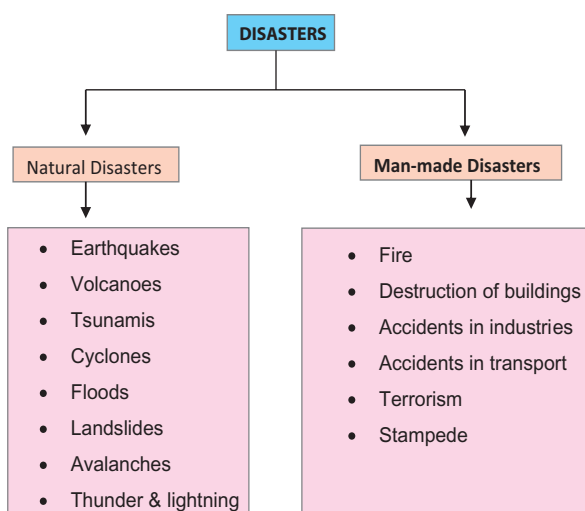 DISASTERS
Natural Disasters
• Earthquakes
• Volcanoes
• Tsunamis
• Cyclones
• Floods
• Landslides
• Avalanches
• Thunder & lightning
Man-made Disasters
• Fire
• Destruction of buildings
• Accidents in industries
• Accidents in transport
• Terrorism
• Stampede